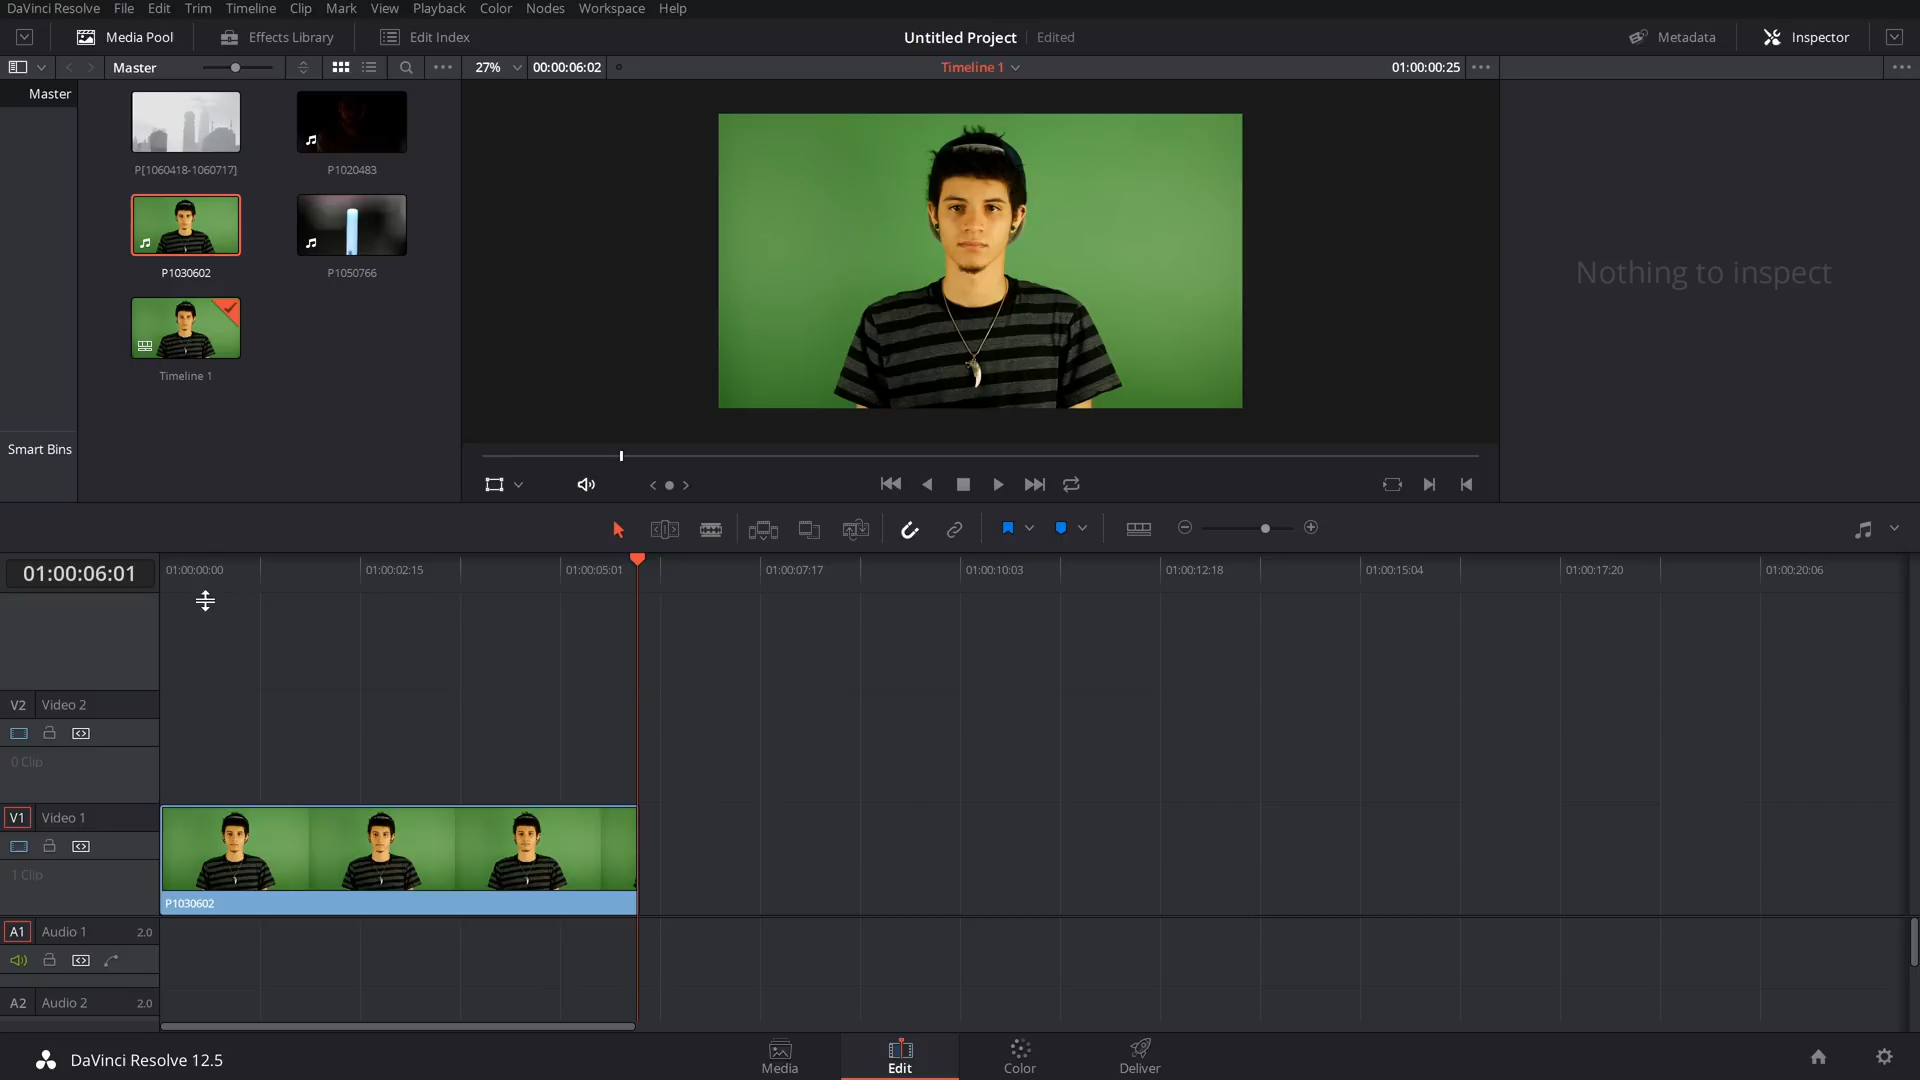 DaVinci Resolve File Edit Trim Timeline Clip Mark View Playback Color Nodes Workspace Help
Media Pool Effects Library Edit Index Untitled Project Edited Metadata Inspector
Master 27% 00:00:06:02 Timeline 1 01:00:00:25
Master
P[1060418-1060717] P1020483
P1030602 P1050766
Timeline 1
Smart Bins
Nothing to inspect
01:00:06:01 01:00:00:00 01:00:02:15 01:00:05:01 01:00:07:17 01:00:10:03 01:00:12:18 01:00:15:04 01:00:17:20 01:00:20:06
V2 Video 2
0 Clip
V1 Video 1
1 Clip
P1030602
A1 Audio 1 2.0
A2 Audio 2 2.0
DaVinci Resolve 12.5 Media Edit Color Deliver